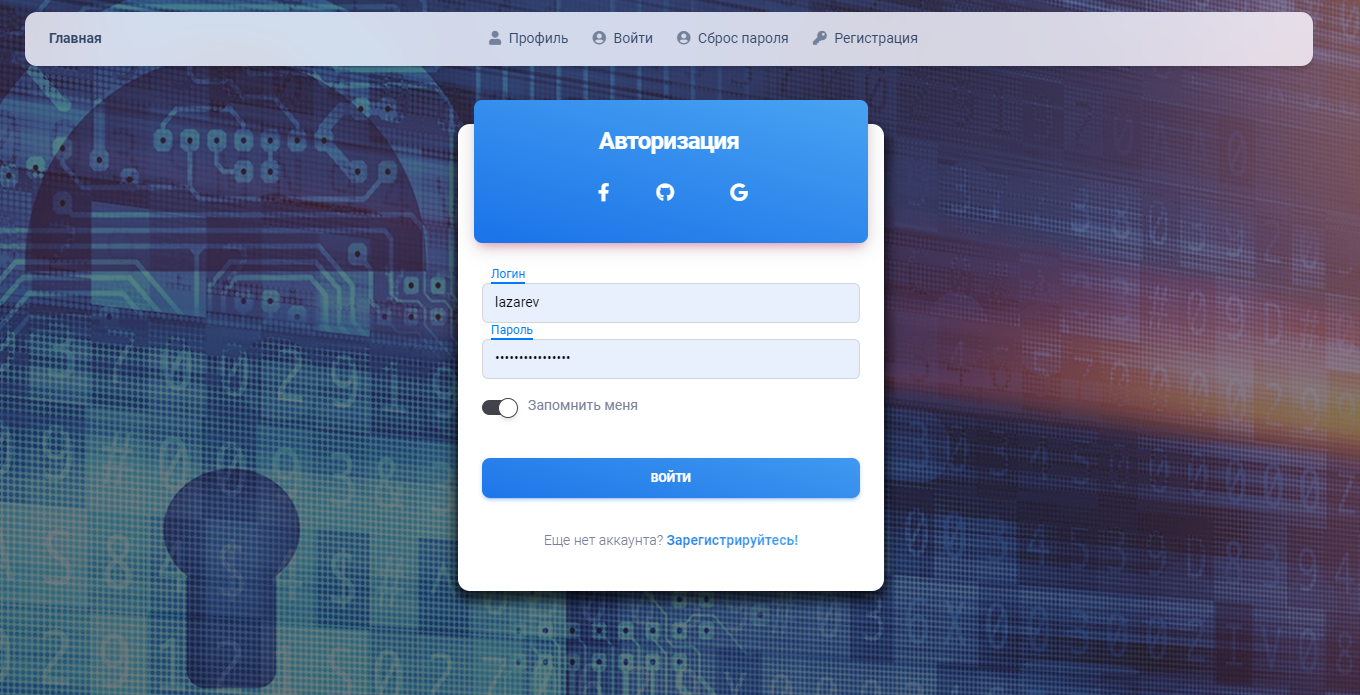 Главная Профиль Войти Сброс пароля Регистрация
Авторизация
Логин
lazarev
Пароль
••••••••••••••••
Запомнить меня
ВОЙТИ
Еще нет аккаунта? Зарегистрируйтесь!